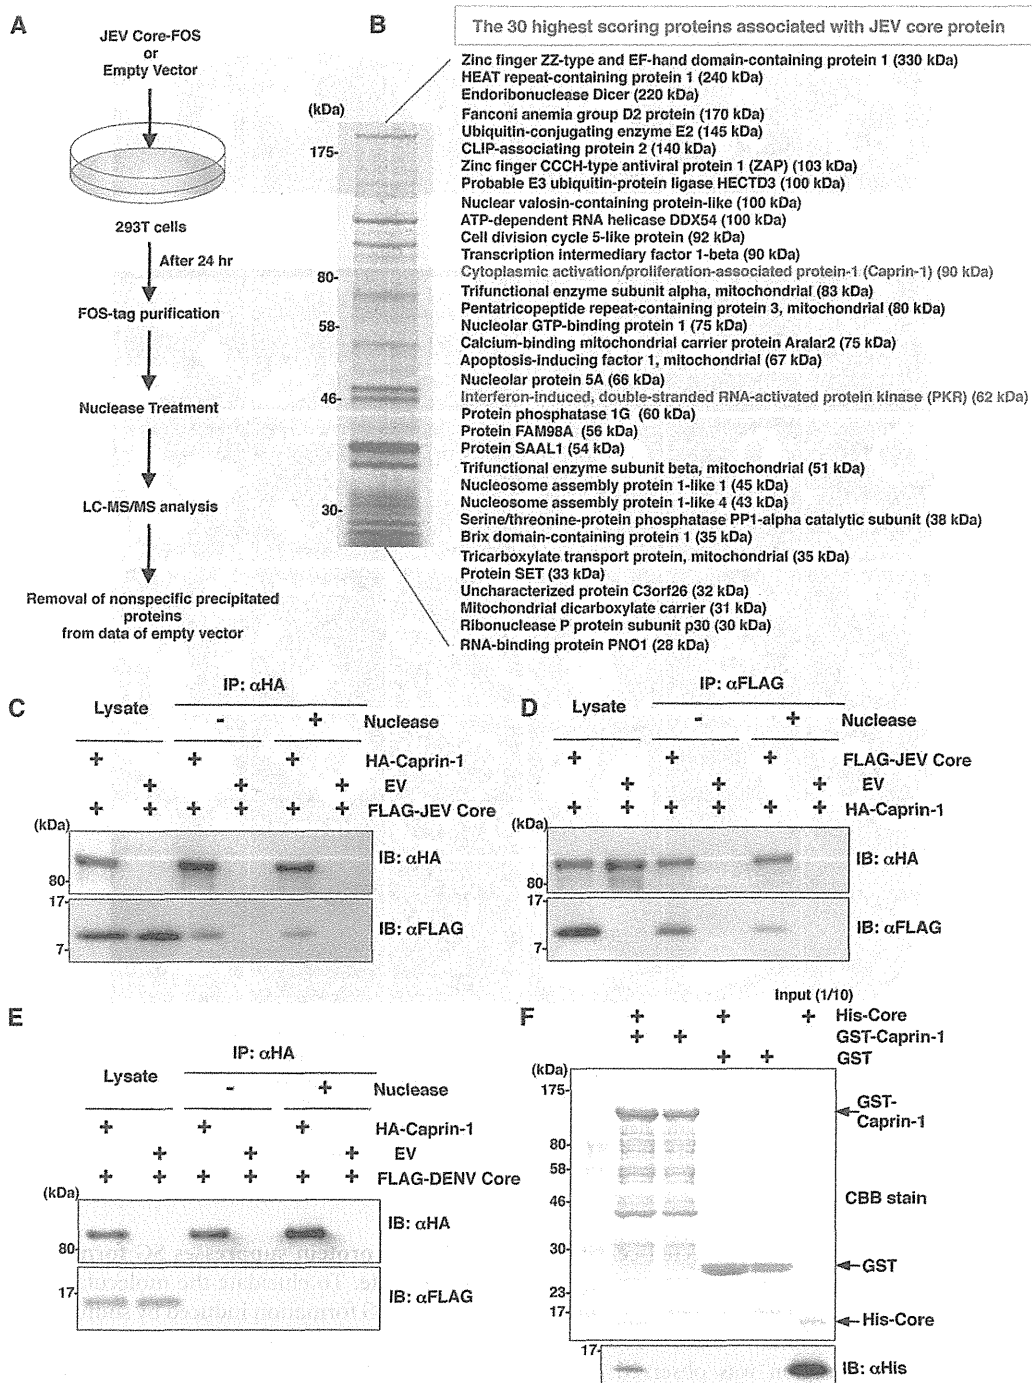 A
JEV Core-FOS
or
Empty Vector
293T cells
After 24 hr
FOS-tag purification
Nuclease Treatment
LC-MS/MS analysis
Removal of nonspecific precipitated
proteins
from data of empty vector
B
The 30 highest scoring proteins associated with JEV core protein
(kDa)
175-
80-
58-
46-
30-
Zinc finger ZZ-type and EF-hand domain-containing protein 1 (330 kDa)
HEAT repeat-containing protein 1 (240 kDa)
Endoribonuclease Dicer (220 kDa)
Fanconi anemia group D2 protein (170 kDa)
Ubiquitin-conjugating enzyme E2 (145 kDa)
CLIP-associating protein 2 (140 kDa)
Zinc finger CCCH-type antiviral protein 1 (ZAP) (103 kDa)
Probable E3 ubiquitin-protein ligase HECTD3 (100 kDa)
Nuclear valosin-containing protein-like (100 kDa)
ATP-dependent RNA helicase DDX54 (100 kDa)
Cell division cycle 5-like protein (92 kDa)
Transcription intermediary factor 1-beta (90 kDa)
Cytoplasmic activation/proliferation-associated protein-1 (Caprin-1) (90 kDa)
Trifunctional enzyme subunit alpha, mitochondrial (83 kDa)
Pentatricopeptide repeat-containing protein 3, mitochondrial (80 kDa)
Nucleolar GTP-binding protein 1 (75 kDa)
Calcium-binding mitochondrial carrier protein Aralar2 (75 kDa)
Apoptosis-inducing factor 1, mitochondrial (67 kDa)
Nucleolar protein 5A (66 kDa)
Interferon-induced, double-stranded RNA-activated protein kinase (PKR) (62 kDa)
Protein phosphatase 1G (60 kDa)
Protein FAM98A (56 kDa)
Protein SAAL1 (54 kDa)
Trifunctional enzyme subunit beta, mitochondrial (51 kDa)
Nucleosome assembly protein 1-like 1 (45 kDa)
Nucleosome assembly protein 1-like 4 (43 kDa)
Serine/threonine-protein phosphatase PP1-alpha catalytic subunit (38 kDa)
Brix domain-containing protein 1 (35 kDa)
Tricarboxylate transport protein, mitochondrial (35 kDa)
Protein SET (33 kDa)
Uncharacterized protein C3orf26 (32 kDa)
Mitochondrial dicarboxylate carrier (31 kDa)
Ribonuclease P protein subunit p30 (30 kDa)
RNA-binding protein PNO1 (28 kDa)
C
IP: αHA
Lysate - + Nuclease
+ + + HA-Caprin-1
+ + + EV
+ + + + + + FLAG-JEV Core
(kDa)
80- IB: αHA
17-
7- IB: αFLAG
D
IP: αFLAG
Lysate - + Nuclease
+ + + FLAG-JEV Core
+ + + EV
+ + + + + + HA-Caprin-1
(kDa)
80- IB: αHA
17-
7- IB: αFLAG
E
IP: αHA
Lysate - + Nuclease
+ + + HA-Caprin-1
+ + + EV
+ + + + + + FLAG-DENV Core
(kDa)
80- IB: αHA
17- IB: αFLAG
F
Input (1/10)
+ + + His-Core
+ + GST-Caprin-1
+ + GST
(kDa)
175-
GST-
Caprin-1
80-
58-
46- CBB stain
30-
GST
23-
17-
His-Core
17-
IB: αHis